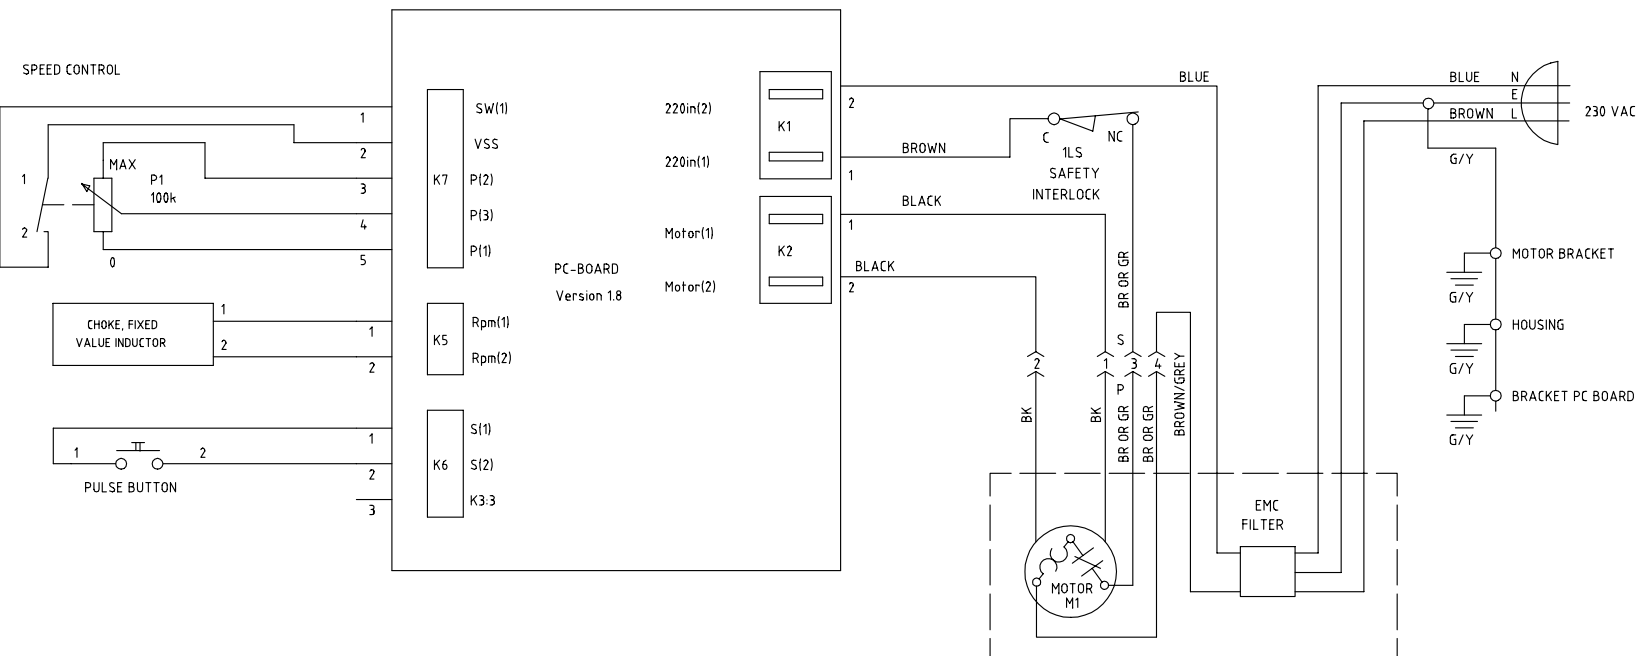 SPEED CONTROL
1
2
3
4
5
1
2
MAX
P1
100k
0
CHOKE, FIXED
VALUE INDUCTOR
1
2
1
2
1
2
PULSE BUTTON
1
2
3
SW(1)
VSS
P(2)
P(3)
P(1)
K7
Rpm(1)
Rpm(2)
K5
S(1)
S(2)
K3:3
K6
PC-BOARD
Version 1.8
220in(2)
220in(1)
K1
Motor(1)
Motor(2)
K2
2
1
1
2
BLUE
BROWN
BLACK
BLACK
C
NC
1LS
SAFETY
INTERLOCK
BR OR GR
S
2
1
3
4
P
BK
BK
BR OR GR
BR OR GR
BROWN/GREY
MOTOR
M1
EMC
FILTER
BLUE
N
E
BROWN
L
230 VAC
G/Y
MOTOR BRACKET
G/Y
HOUSING
G/Y
BRACKET PC BOARD
G/Y